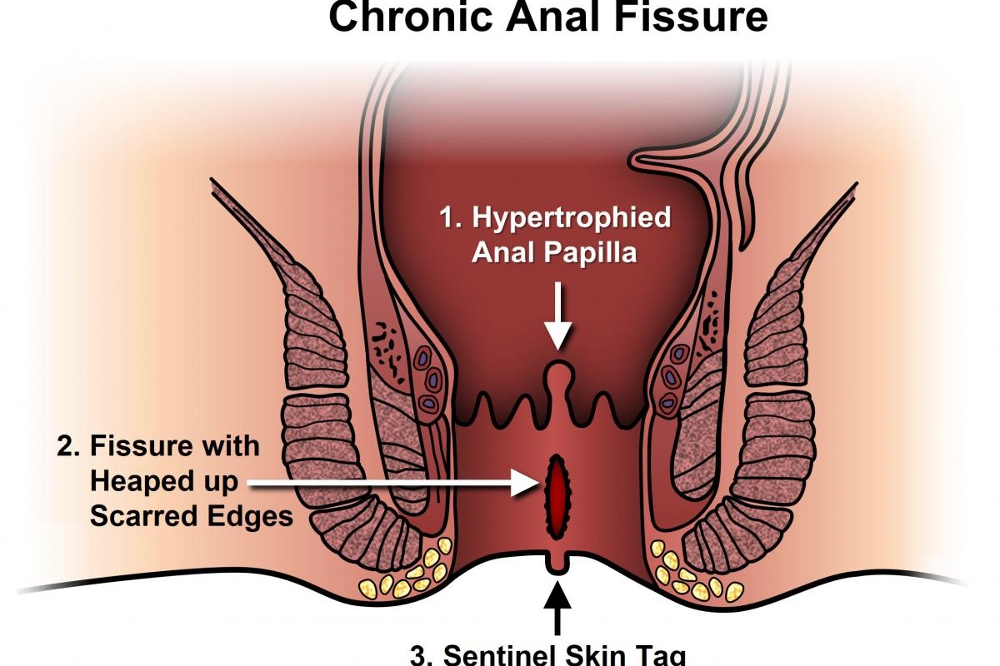 Chronic Anal Fissure
1. Hypertrophied
Anal Papilla
2. Fissure with
Heaped up
Scarred Edges
3. Sentinel Skin Tag